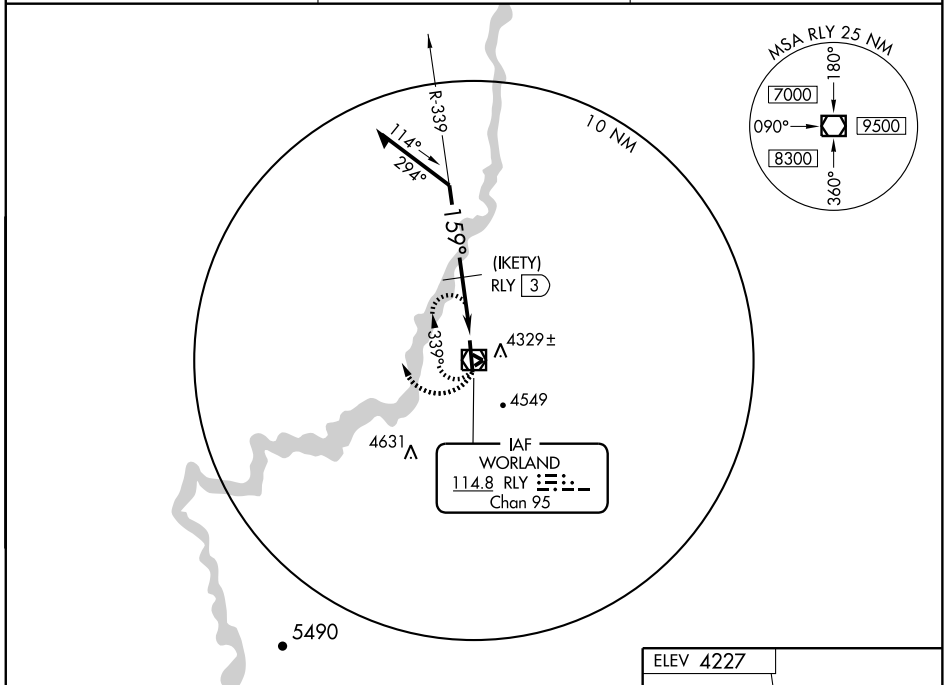 MSA RLY 25 NM
180°
7000
090°
9500
8300
360°
R-339
10 NM
114°
294°
159°
(IKETY)
RLY 3
339°
4329±
4549
4631
IAF
WORLAND
114.8 RLY
Chan 95
5490
ELEV 4227